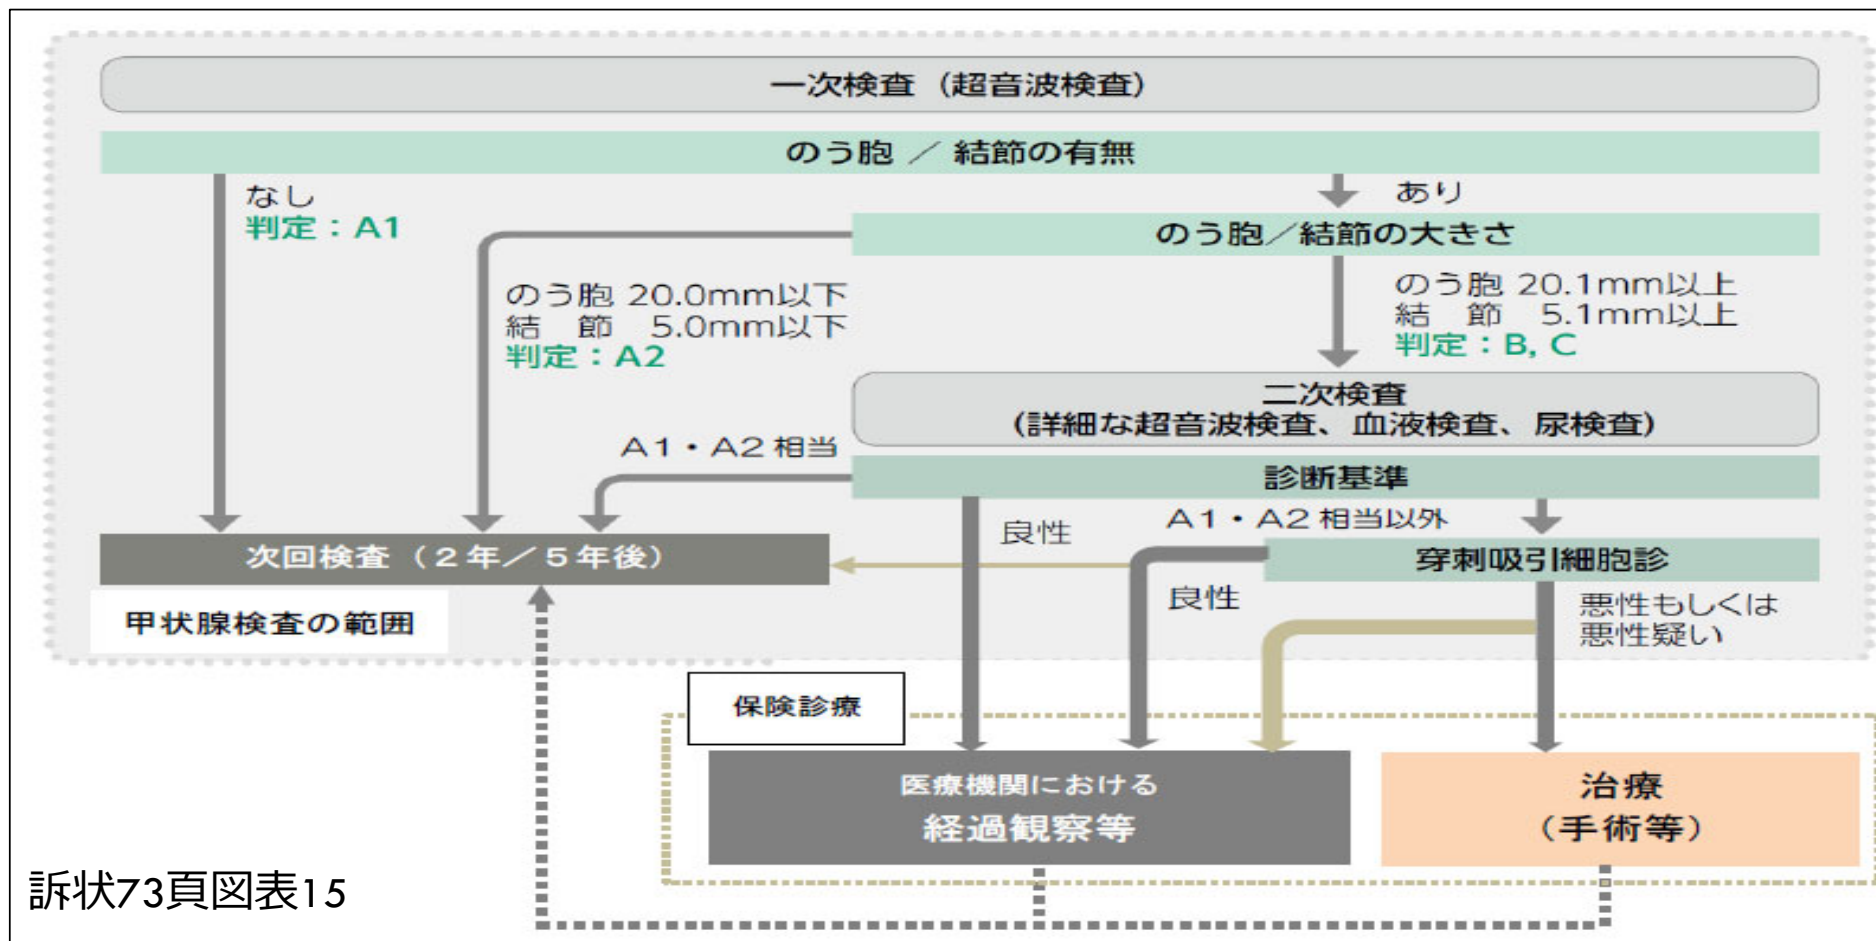 一次検査（超音波検査）
のう胞 ／ 結節の有無
なし
判定：A1
あり
のう胞／結節の大きさ
のう胞 20.0mm以下
結　節　5.0mm以下
判定：A2
のう胞 20.1mm以上
結　節　5.1mm以上
判定：B, C
二次検査
(詳細な超音波検査、血液検査、尿検査)
A1・A2 相当
診断基準
良性
A1・A2 相当以外
次回検査（２年／５年後）
穿刺吸引細胞診
良性
悪性もしくは
悪性疑い
甲状腺検査の範囲
保険診療
医療機関における
経過観察等
治療
（手術等）
訴状73頁図表15